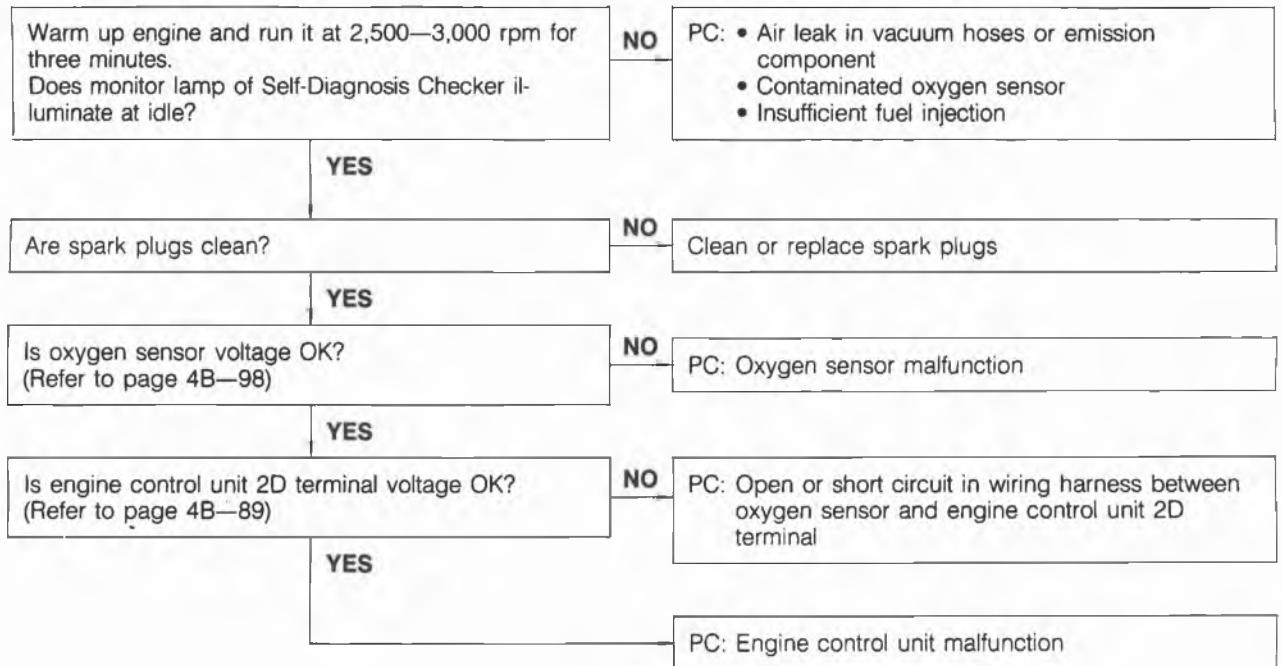 Warm up engine and run it at 2,500—3,000 rpm for
three minutes.
Does monitor lamp of Self-Diagnosis Checker il-
luminate at idle?
NO
PC: • Air leak in vacuum hoses or emission
component
• Contaminated oxygen sensor
• Insufficient fuel injection
YES
Are spark plugs clean?
NO
Clean or replace spark plugs
YES
Is oxygen sensor voltage OK?
(Refer to page 4B—98)
NO
PC: Oxygen sensor malfunction
YES
Is engine control unit 2D terminal voltage OK?
(Refer to page 4B—89)
NO
PC: Open or short circuit in wiring harness between
oxygen sensor and engine control unit 2D
terminal
YES
PC: Engine control unit malfunction